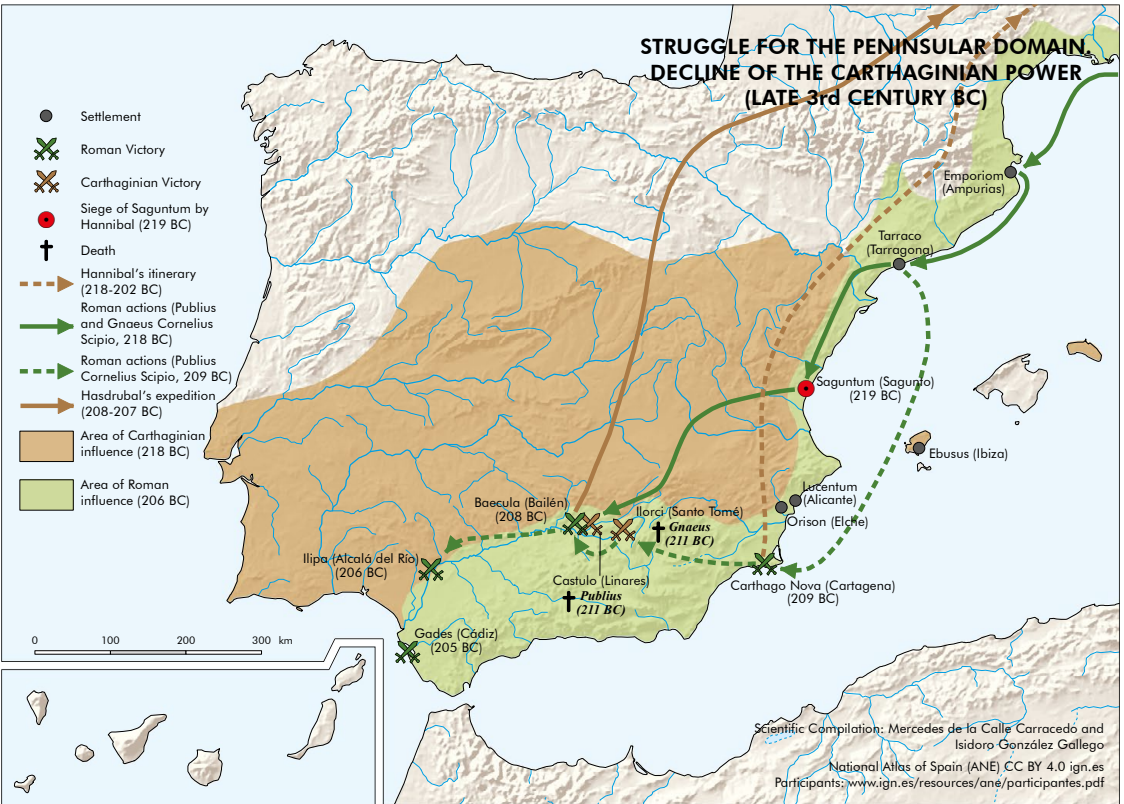 STRUGGLE FOR THE PENINSULAR DOMAIN.
DECLINE OF THE CARTHAGINIAN POWER
(LATE 3rd CENTURY BC)
Settlement
Roman Victory
Carthaginian Victory
Siege of Saguntum by
Hannibal (219 BC)
Death
Hannibal's itinerary
(218-202 BC)
Roman actions (Publius
and Gnaeus Cornelius
Scipio, 218 BC)
Roman actions (Publius
Cornelius Scipio, 209 BC)
Hasdrubal's expedition
(208-207 BC)
Area of Carthaginian
influence (218 BC)
Area of Roman
influence (206 BC)
Emporiom
(Ampurias)
Tarraco
(Tarragona)
Saguntum (Sagunto)
(219 BC)
Ebusus (Ibiza)
Lucentum
(Alicante)
Orison (Elche)
Baecula (Bailén)
(208 BC)
Ilorci (Santo Tomé)
Gnaeus
(211 BC)
Ilipa (Alcalá del Río)
(206 BC)
Castulo (Linares)
Publius
(211 BC)
Carthago Nova (Cartagena)
(209 BC)
Gades (Cádiz)
(205 BC)
0 100 200 300 km
Scientific Compilation: Mercedes de la Calle Carracedo and
Isidoro González Gallego
National Atlas of Spain (ANE) CC BY 4.0 ign.es
Participants: www.ign.es/resources/ane/participantes.pdf